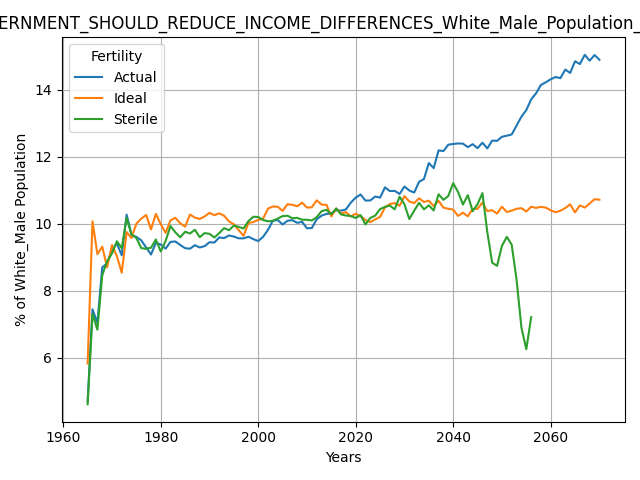 ERNMENT_SHOULD_REDUCE_INCOME_DIFFERENCES_White_Male_Population_
Fertility
Actual
Ideal
Sterile
% of White_Male Population
14
12
10
8
6
1960 1980 2000 2020 2040 2060
Years